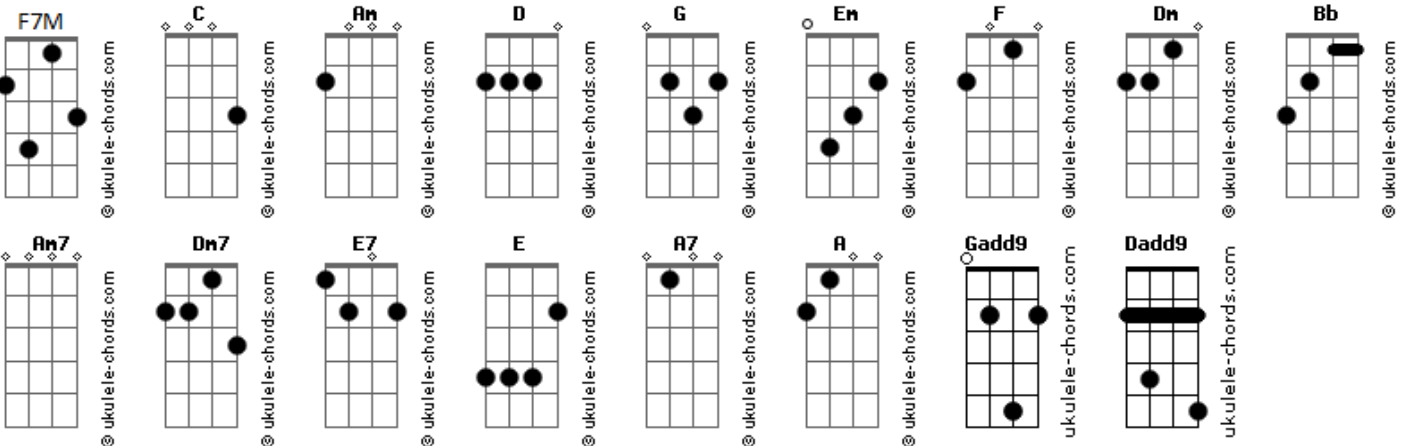 F7M C Am D G Em F Dm Bb
© ukulele-chords.com © ukulele-chords.com © ukulele-chords.com © ukulele-chords.com © ukulele-chords.com © ukulele-chords.com © ukulele-chords.com © ukulele-chords.com © ukulele-chords.com
Am7 Dm7 E7 E A7 A Gadd9 Dadd9
© ukulele-chords.com © ukulele-chords.com © ukulele-chords.com © ukulele-chords.com © ukulele-chords.com © ukulele-chords.com ukulele-chords.com ukulele-chords.com